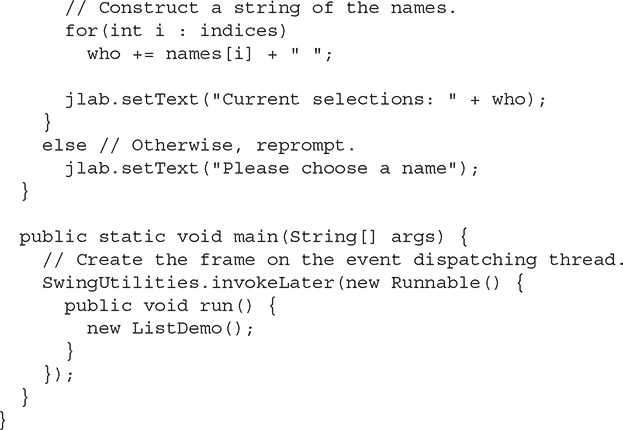 // Construct a string of the names.
      for(int i : indices)
        who += names[i] + " ";

      jlab.setText("Current selections: " + who);
    }
    else // Otherwise, reprompt.
      jlab.setText("Please choose a name");
  }

  public static void main(String[] args) {
    // Create the frame on the event dispatching thread.
    SwingUtilities.invokeLater(new Runnable() {
      public void run() {
        new ListDemo();
      }
    });
  }
}